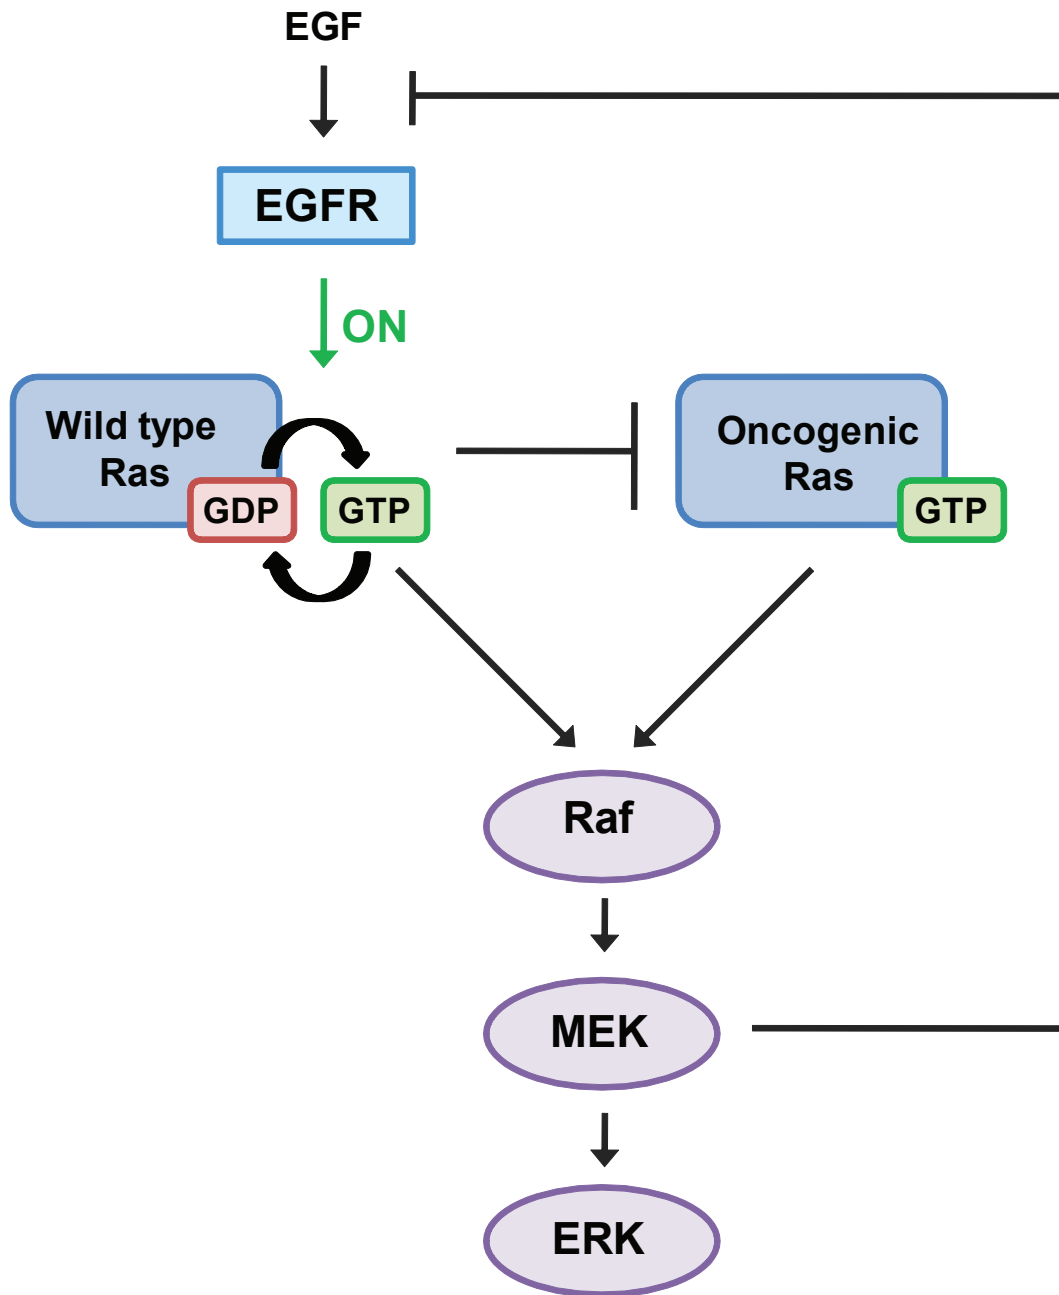 EGF
EGFR
ON
Wild type
Ras
GDP
GTP
Oncogenic
Ras
GTP
Raf
MEK
ERK